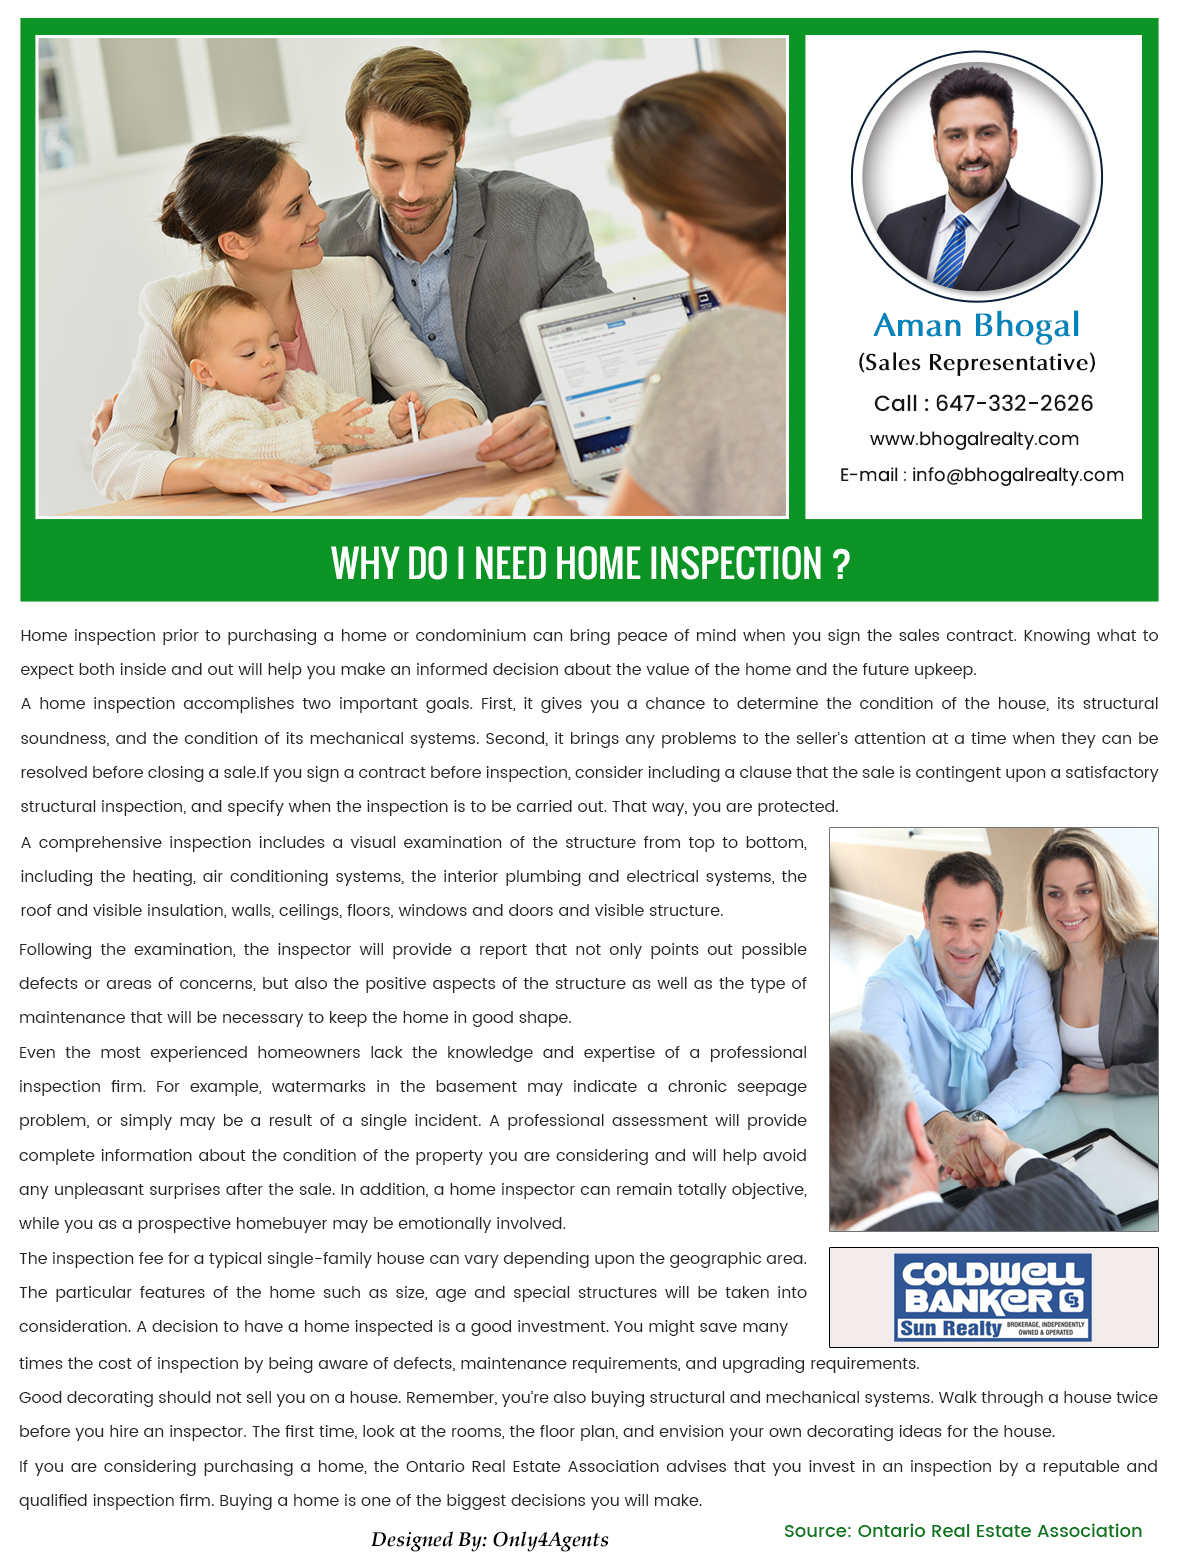 Aman Bhogal
(Sales Representative)
Call : 647-332-2626
www.bhogalrealty.com
E-mail : info@bhogalrealty.com
WHY DO I NEED HOME INSPECTION ?
Home inspection prior to purchasing a home or condominium can bring peace of mind when you sign the sales contract. Knowing what to
expect both inside and out will help you make an informed decision about the value of the home and the future upkeep.
A home inspection accomplishes two important goals. First, it gives you a chance to determine the condition of the house, its structural
soundness, and the condition of its mechanical systems. Second, it brings any problems to the seller's attention at a time when they can be
resolved before closing a sale.If you sign a contract before inspection, consider including a clause that the sale is contingent upon a satisfactory
structural inspection, and specify when the inspection is to be carried out. That way, you are protected.
A comprehensive inspection includes a visual examination of the structure from top to bottom,
including the heating, air conditioning systems, the interior plumbing and electrical systems, the
roof and visible insulation, walls, ceilings, floors, windows and doors and visible structure.
Following the examination, the inspector will provide a report that not only points out possible
defects or areas of concerns, but also the positive aspects of the structure as well as the type of
maintenance that will be necessary to keep the home in good shape.
Even the most experienced homeowners lack the knowledge and expertise of a professional
inspection firm. For example, watermarks in the basement may indicate a chronic seepage
problem, or simply may be a result of a single incident. A professional assessment will provide
complete information about the condition of the property you are considering and will help avoid
any unpleasant surprises after the sale. In addition, a home inspector can remain totally objective,
while you as a prospective homebuyer may be emotionally involved.
The inspection fee for a typical single-family house can vary depending upon the geographic area.
The particular features of the home such as size, age and special structures will be taken into
consideration. A decision to have a home inspected is a good investment. You might save many
times the cost of inspection by being aware of defects, maintenance requirements, and upgrading requirements.
COLDWELL
BANKER CB
Sun Realty
BROKERAGE, INDEPENDENTLY
OWNED & OPERATED
Good decorating should not sell you on a house. Remember, you're also buying structural and mechanical systems. Walk through a house twice
before you hire an inspector. The first time, look at the rooms, the floor plan, and envision your own decorating ideas for the house.
If you are considering purchasing a home, the Ontario Real Estate Association advises that you invest in an inspection by a reputable and
qualified inspection firm. Buying a home is one of the biggest decisions you will make.
Designed By: Only4Agents
Source: Ontario Real Estate Association